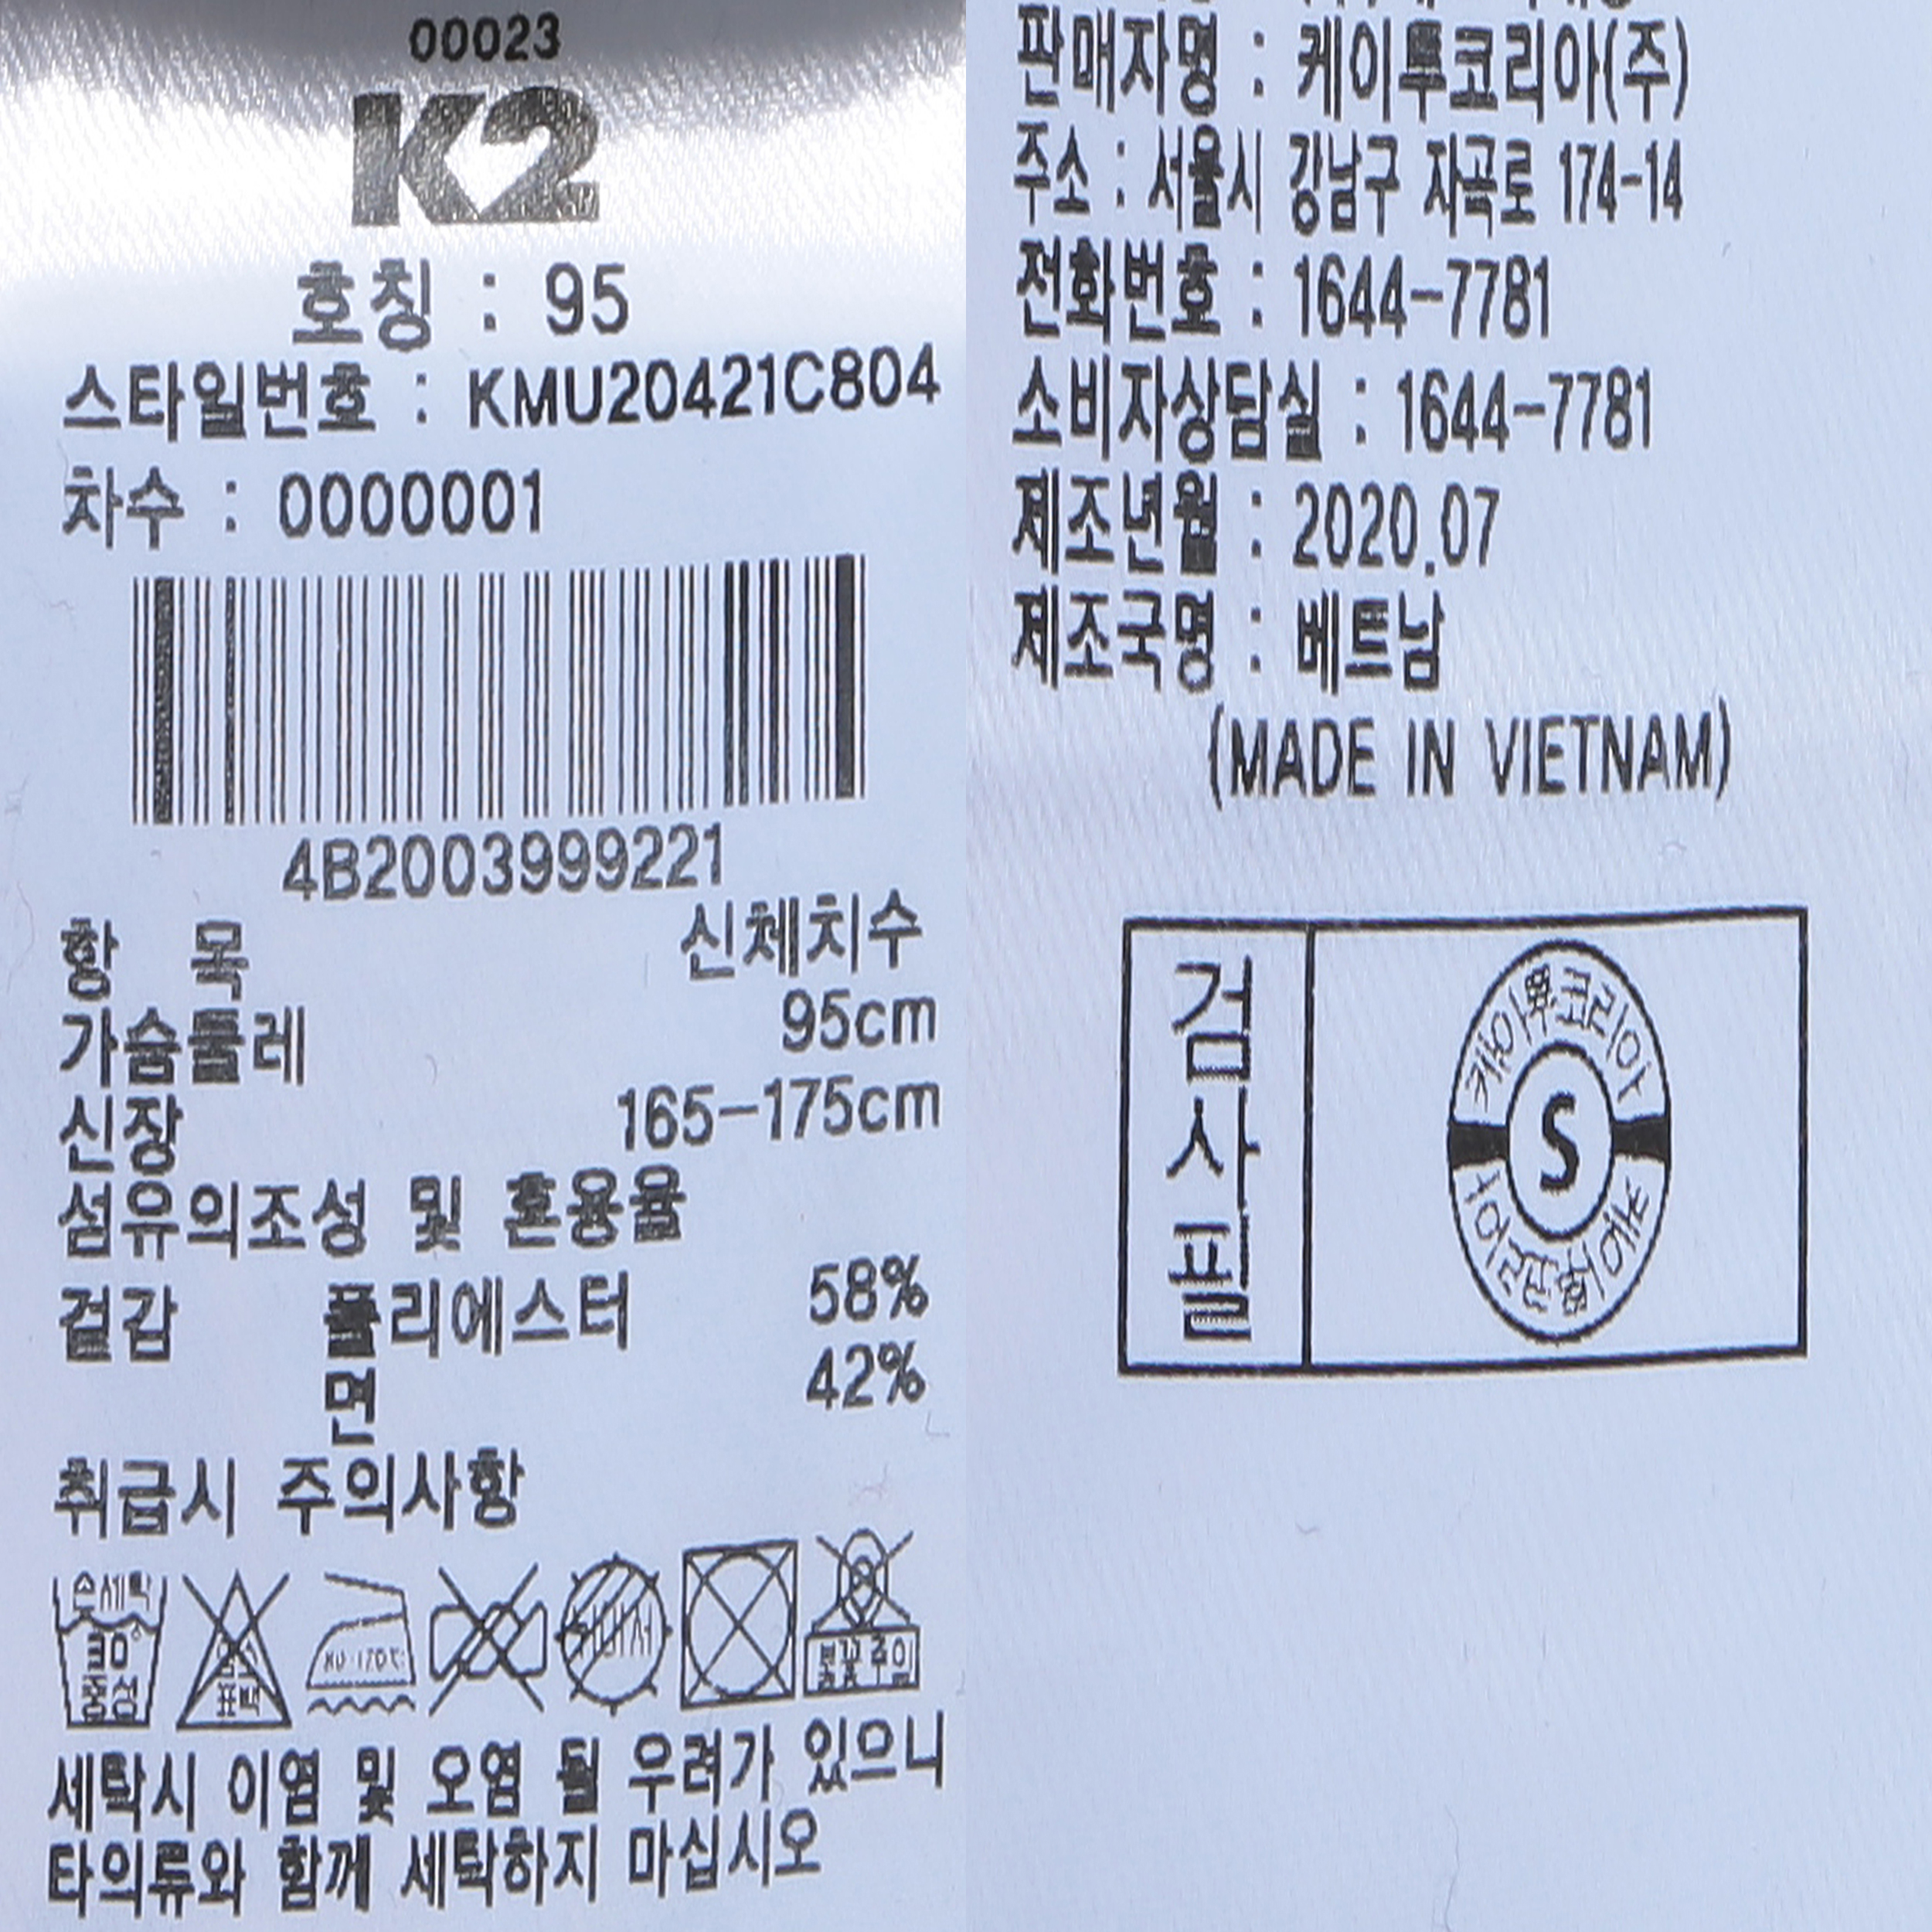 00023
K2
호칭 : 95
스타일번호 : KMU20421C804
차수 : 0000001
4B2003999221
항 목 신체치수
가슴둘레 95cm
신장 165-175cm
섬유의조성 및 혼용율
겉감 폴리에스터 58%
면 42%
취급시 주의사항
손세탁
30°
중성
염소
표백
불꽃주의
세탁시 이염 및 오염 될 우려가 있으니
타의류와 함께 세탁하지 마십시오
판매자명 : 케이투코리아(주)
주소 : 서울시 강남구 자곡로 174-14
전화번호 : 1644-7781
소비자상담실 : 1644-7781
제조년월 : 2020.07
제조국명 : 베트남
(MADE IN VIETNAM)
검사필
케이투코리아
S